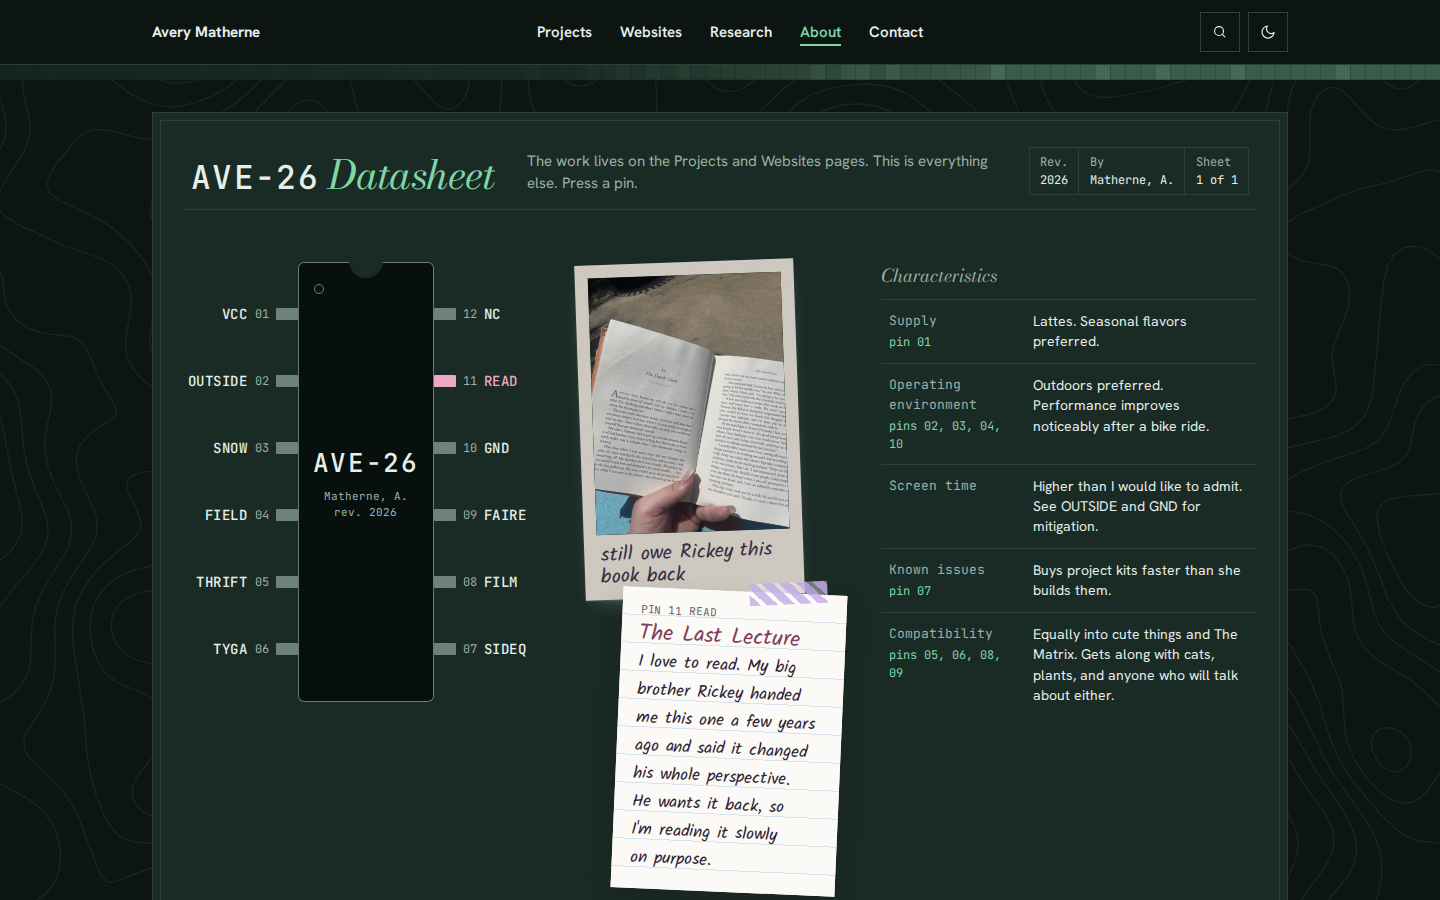 Avery Matherne
Projects Websites Research About Contact
AVE-26 Datasheet
The work lives on the Projects and Websites pages. This is everything
else. Press a pin.
Rev.
2026
By
Matherne, A.
Sheet
1 of 1
VCC 01
OUTSIDE 02
SNOW 03
FIELD 04
THRIFT 05
TYGA 06
AVE-26
Matherne, A.
rev. 2026
12 NC
11 READ
10 GND
09 FAIRE
08 FILM
07 SIDEQ
still owe Rickey this
book back
PIN 11 READ
The Last Lecture
I love to read. My big
brother Rickey handed
me this one a few years
ago and said it changed
his whole perspective.
He wants it back, so
I'm reading it slowly
on purpose.
Characteristics
Supply
pin 01
Lattes. Seasonal flavors
preferred.
Operating
environment
pins 02, 03, 04,
10
Outdoors preferred.
Performance improves
noticeably after a bike ride.
Screen time
Higher than I would like to admit.
See OUTSIDE and GND for
mitigation.
Known issues
pin 07
Buys project kits faster than she
builds them.
Compatibility
pins 05, 06, 08,
09
Equally into cute things and The
Matrix. Gets along with cats,
plants, and anyone who will talk
about either.